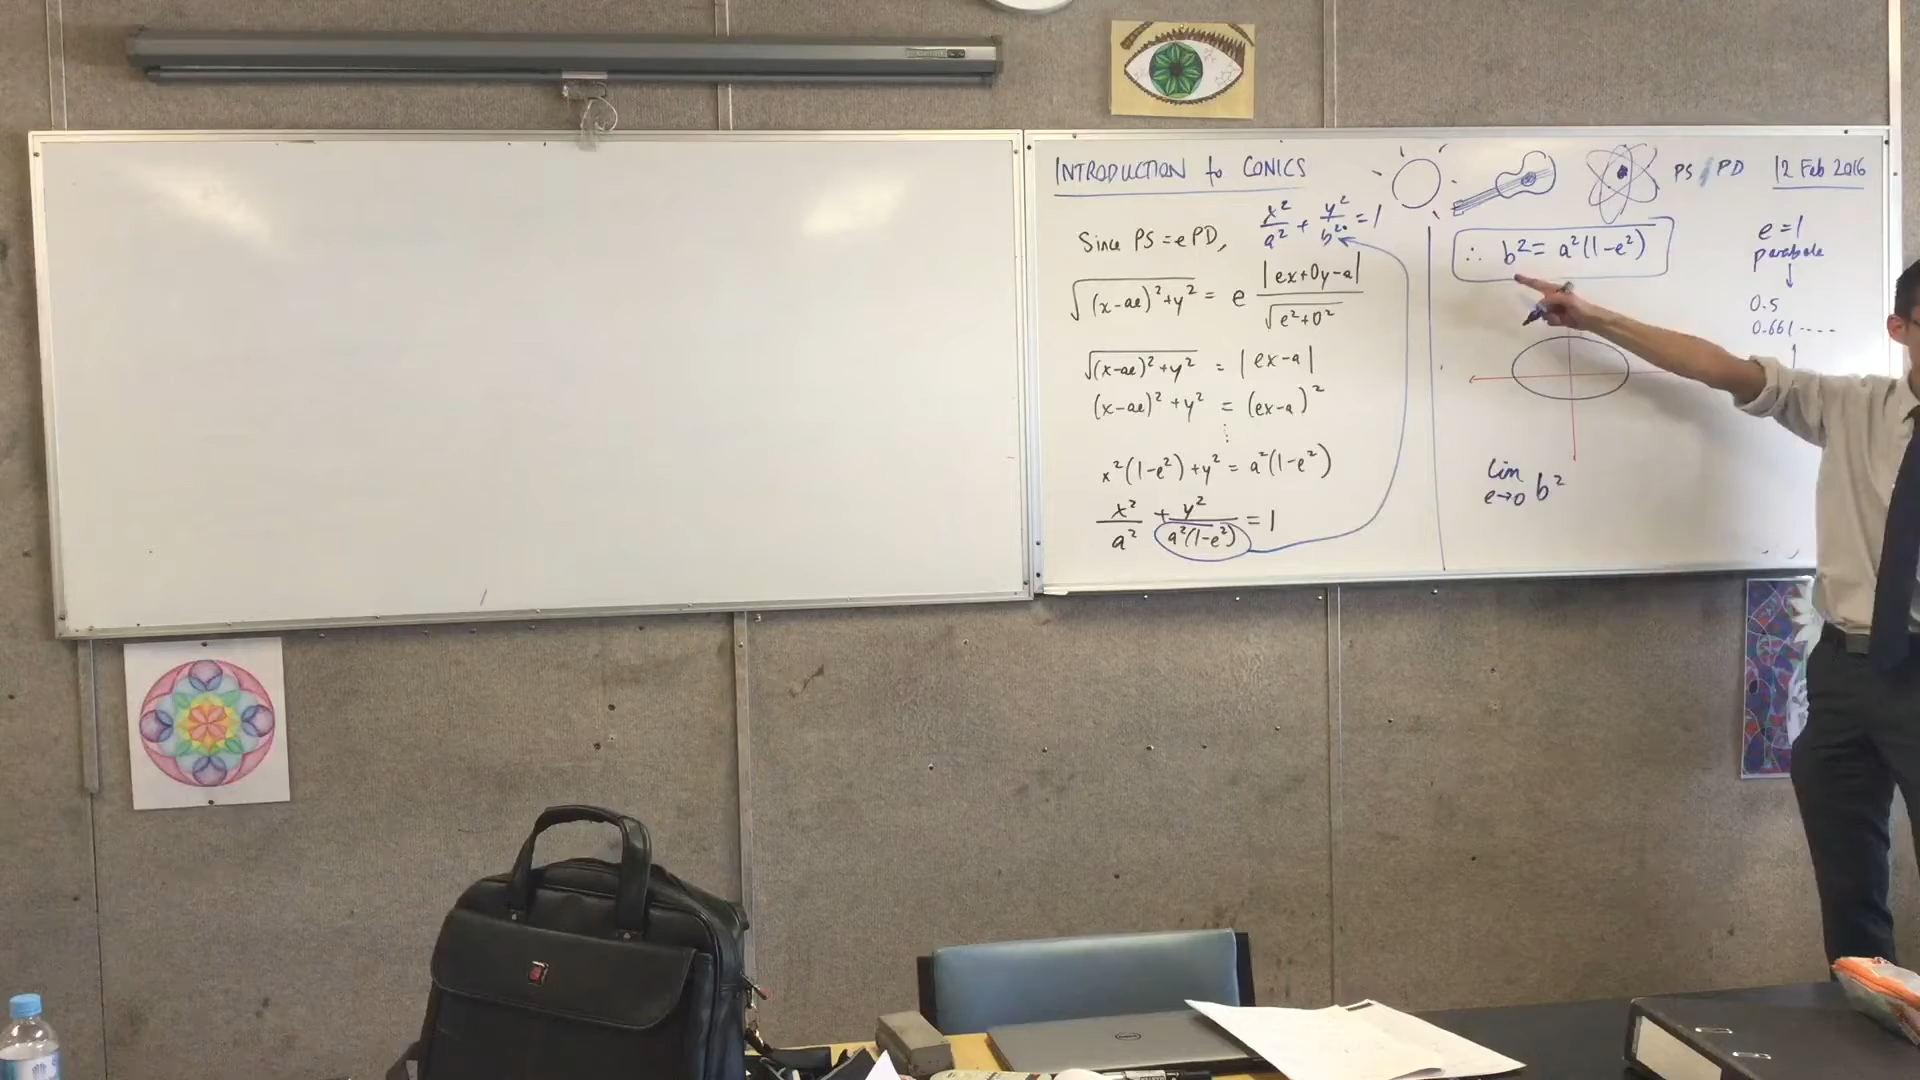 INTRODUCTION to CONICS
PS / PD
12 Feb 2016
Since PS = e PD,
x²/a² + y²/b² = 1
√((x-ae)²+y²) = e |ex+0y-a| / √(e²+0²)
√((x-ae)²+y²) = |ex-a|
(x-ae)² + y² = (ex-a)²
⋮
x²(1-e²)+y² = a²(1-e²)
x²/a² + y²/a²(1-e²) = 1
∴ b² = a²(1-e²)
lim e→0 b²
e=1
parabola
0.5
0.661....